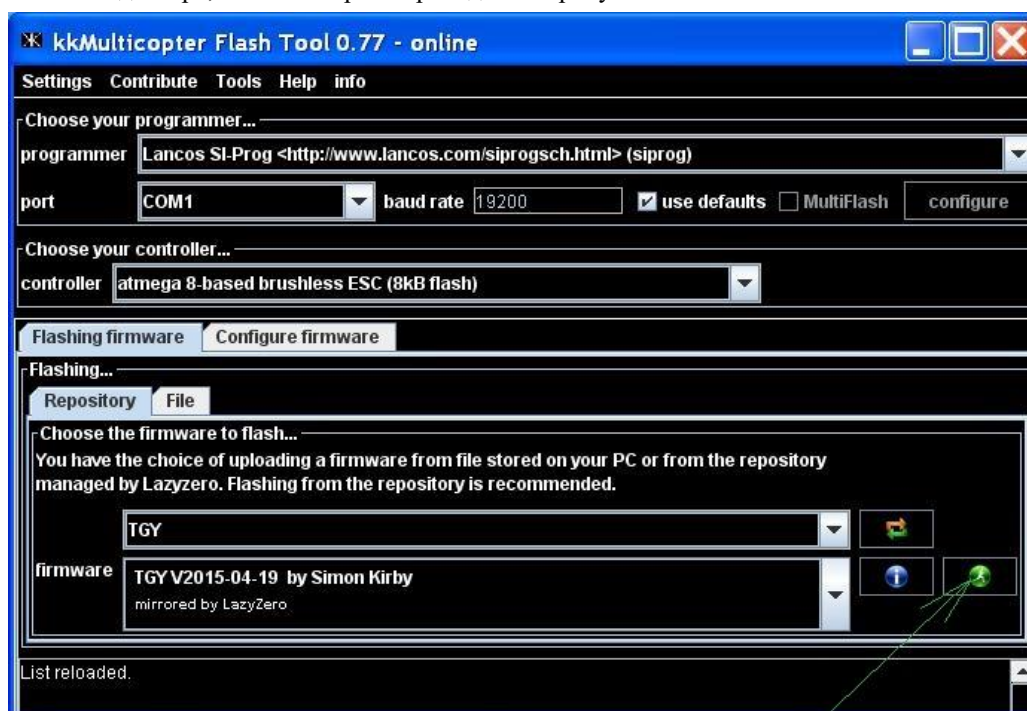 kkMulticopter Flash Tool 0.77 - online
Settings Contribute Tools Help info
Choose your programmer...
programmer Lancos SI-Prog <http://www.lancos.com/siprogsch.html> (siprog)
port COM1 baud rate 19200 use defaults MultiFlash configure
Choose your controller...
controller atmega 8-based brushless ESC (8kB flash)
Flashing firmware Configure firmware
Flashing...
Repository File
Choose the firmware to flash...
You have the choice of uploading a firmware from file stored on your PC or from the repository
managed by Lazyzero. Flashing from the repository is recommended.
TGY
firmware TGY V2015-04-19 by Simon Kirby
mirrored by LazyZero
List reloaded.